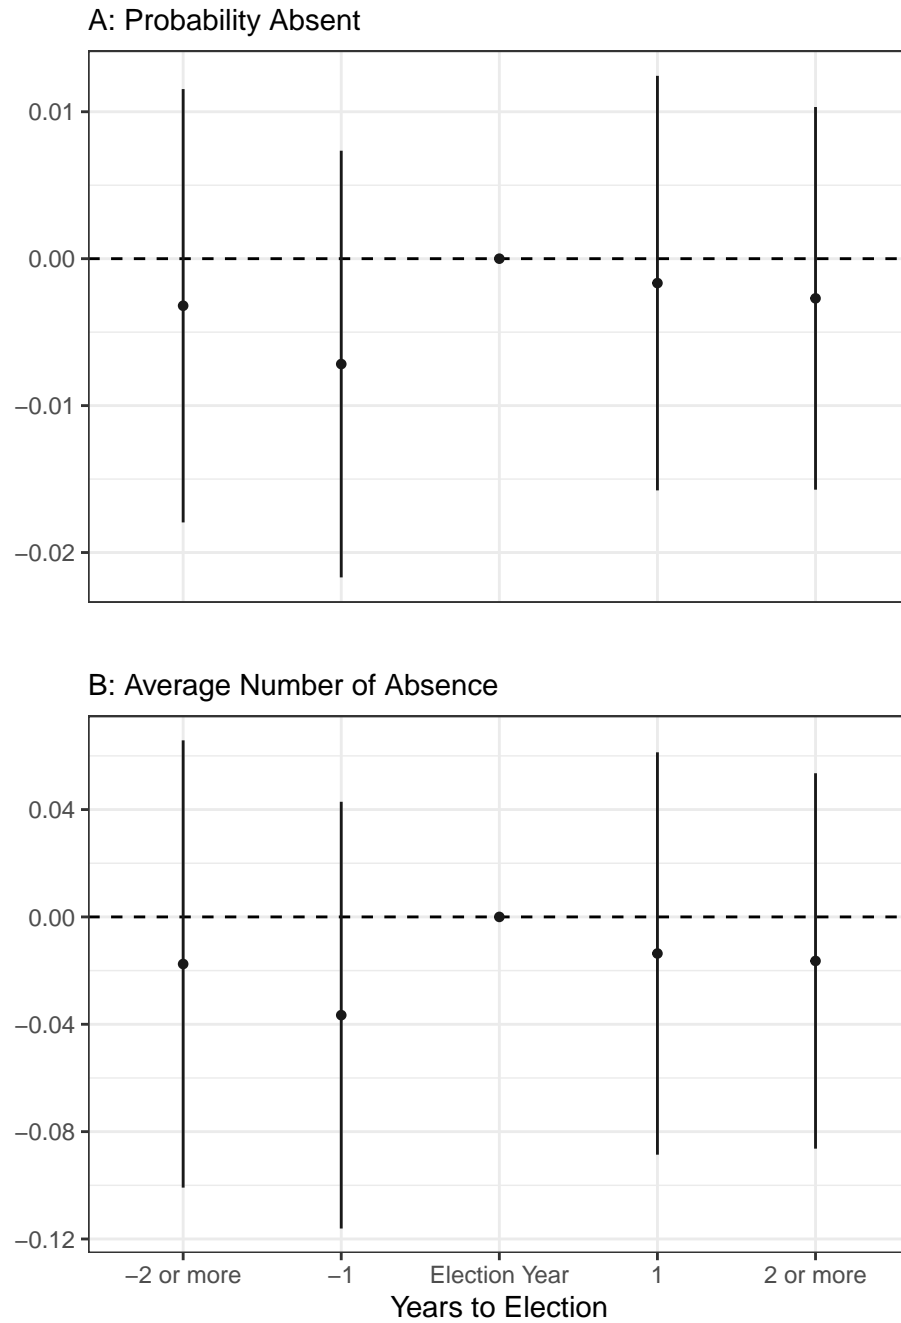 A: Probability Absent
0.01
0.00
−0.01
−0.02
B: Average Number of Absence
0.04
0.00
−0.04
−0.08
−0.12
−2 or more −1 Election Year 1 2 or more
Years to Election